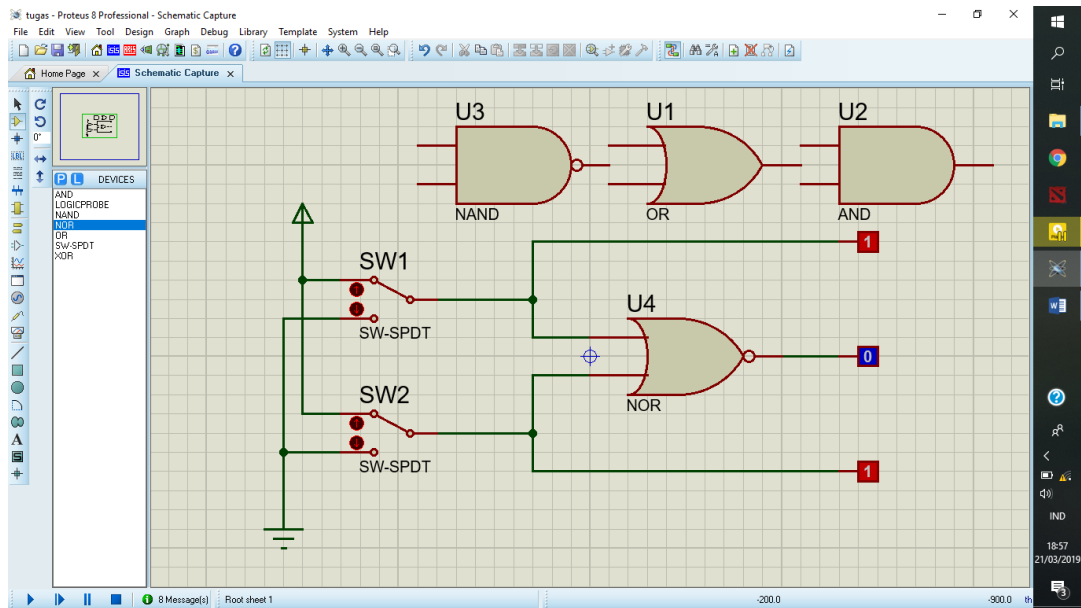 tugas - Proteus 8 Professional - Schematic Capture
File Edit View Tool Design Graph Debug Library Template System Help
Home Page
Schematic Capture
0°
P L DEVICES
AND
LOGICPROBE
NAND
NOR
OR
SW-SPDT
XOR
U3
U1
U2
NAND
OR
AND
1
SW1
SW-SPDT
U4
0
NOR
SW2
SW-SPDT
1
IND
18:57
21/03/2019
3
8 Message(s)
Root sheet 1
-200.0
-900.0
th